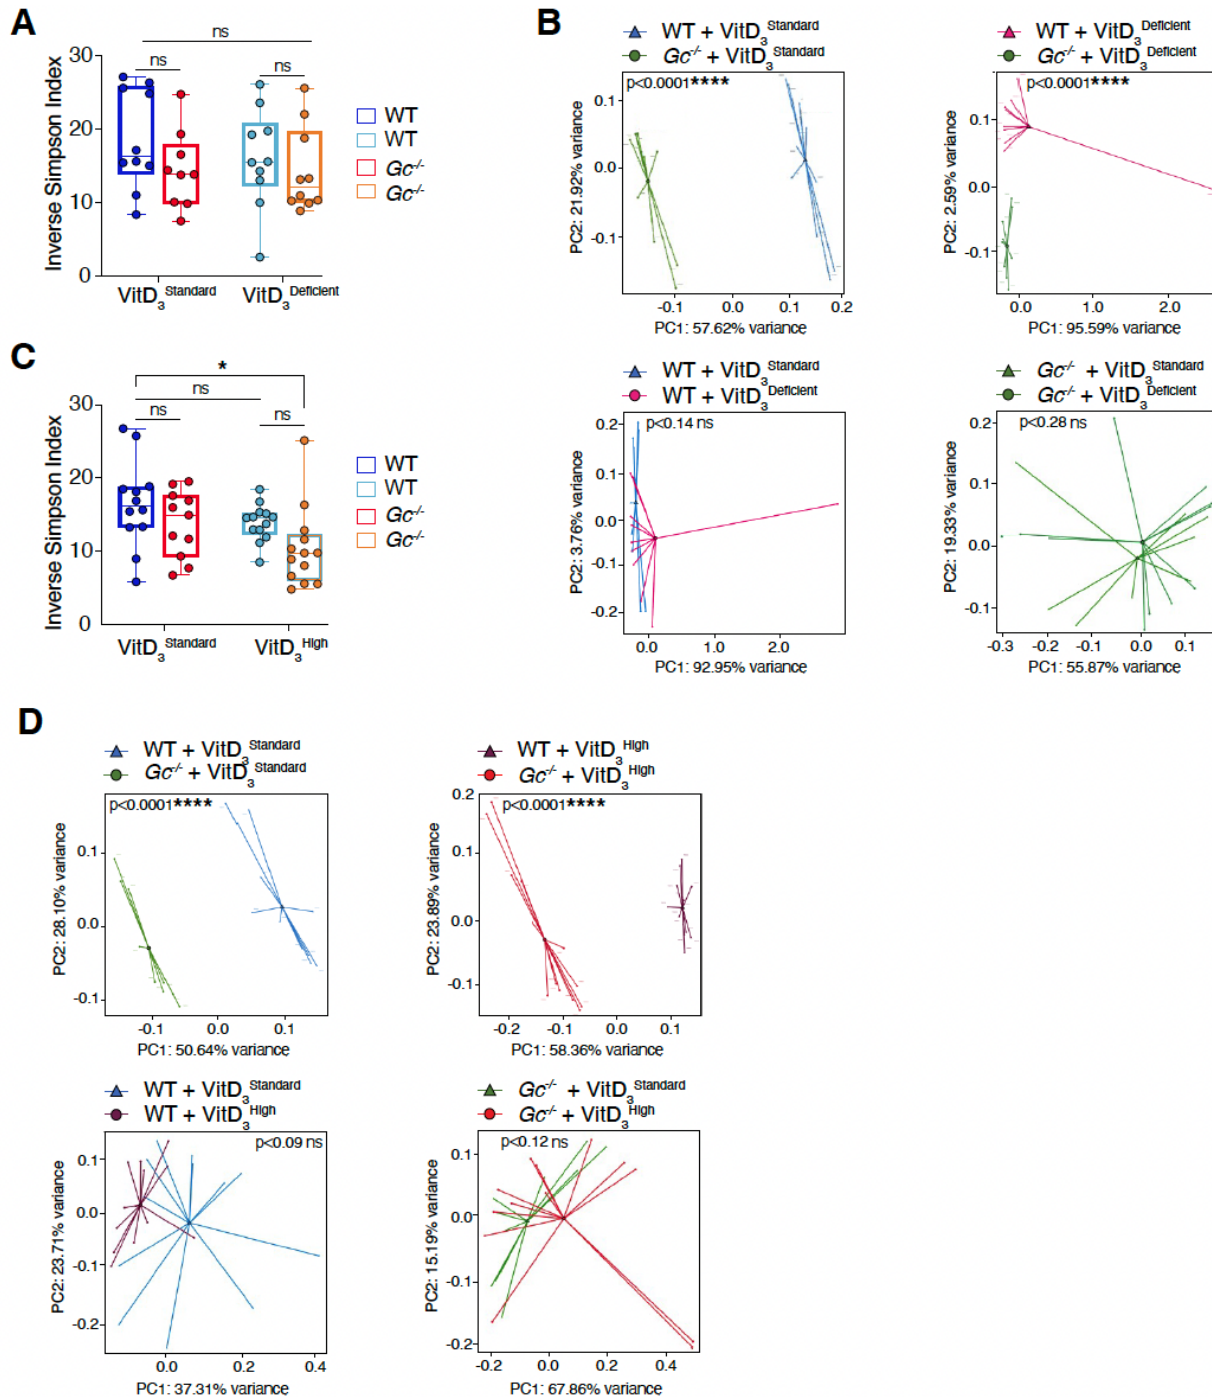 A
ns
ns
ns
Inverse Simpson Index
30
20
10
0
VitD3 Standard
VitD3 Deficient
WT
WT
Gc-/-
Gc-/-
B
WT + VitD3 Standard
Gc-/- + VitD3 Standard
p<0.0001****
PC2: 21.92% variance
0.1
0.0
-0.1
-0.1 0.0 0.1 0.2
PC1: 57.62% variance
WT + VitD3 Deficient
Gc-/- + VitD3 Deficient
p<0.0001****
PC2: 2.59% variance
0.1
0.0
-0.1
0.0 1.0 2.0
PC1: 95.59% variance
WT + VitD3 Standard
WT + VitD3 Deficient
p<0.14 ns
PC2: 3.76% variance
0.2
0.1
0.0
-0.1
-0.2
0.0 1.0 2.0
PC1: 92.95% variance
Gc-/- + VitD3 Standard
Gc-/- + VitD3 Deficient
p<0.28 ns
PC2: 19.33% variance
0.2
0.1
0.0
-0.1
-0.3 -0.2 -0.1 0.0 0.1
PC1: 55.87% variance
C
*
ns
ns
ns
Inverse Simpson Index
30
20
10
0
VitD3 Standard
VitD3 High
WT
WT
Gc-/-
Gc-/-
D
WT + VitD3 Standard
Gc-/- + VitD3 Standard
p<0.0001****
PC2: 28.10% variance
0.1
0.0
-0.1
-0.1 0.0 0.1
PC1: 50.64% variance
WT + VitD3 High
Gc-/- + VitD3 High
p<0.0001****
PC2: 23.89% variance
0.2
0.1
0.0
-0.1
-0.2 -0.1 0.0 0.1
PC1: 58.36% variance
WT + VitD3 Standard
WT + VitD3 High
p<0.09 ns
PC2: 23.71% variance
0.1
0.0
-0.1
-0.2
0.0 0.2 0.4
PC1: 37.31% variance
Gc-/- + VitD3 Standard
Gc-/- + VitD3 High
p<0.12 ns
PC2: 15.19% variance
0.1
0.0
-0.1
-0.2
-0.2 0.0 0.2 0.4
PC1: 67.86% variance